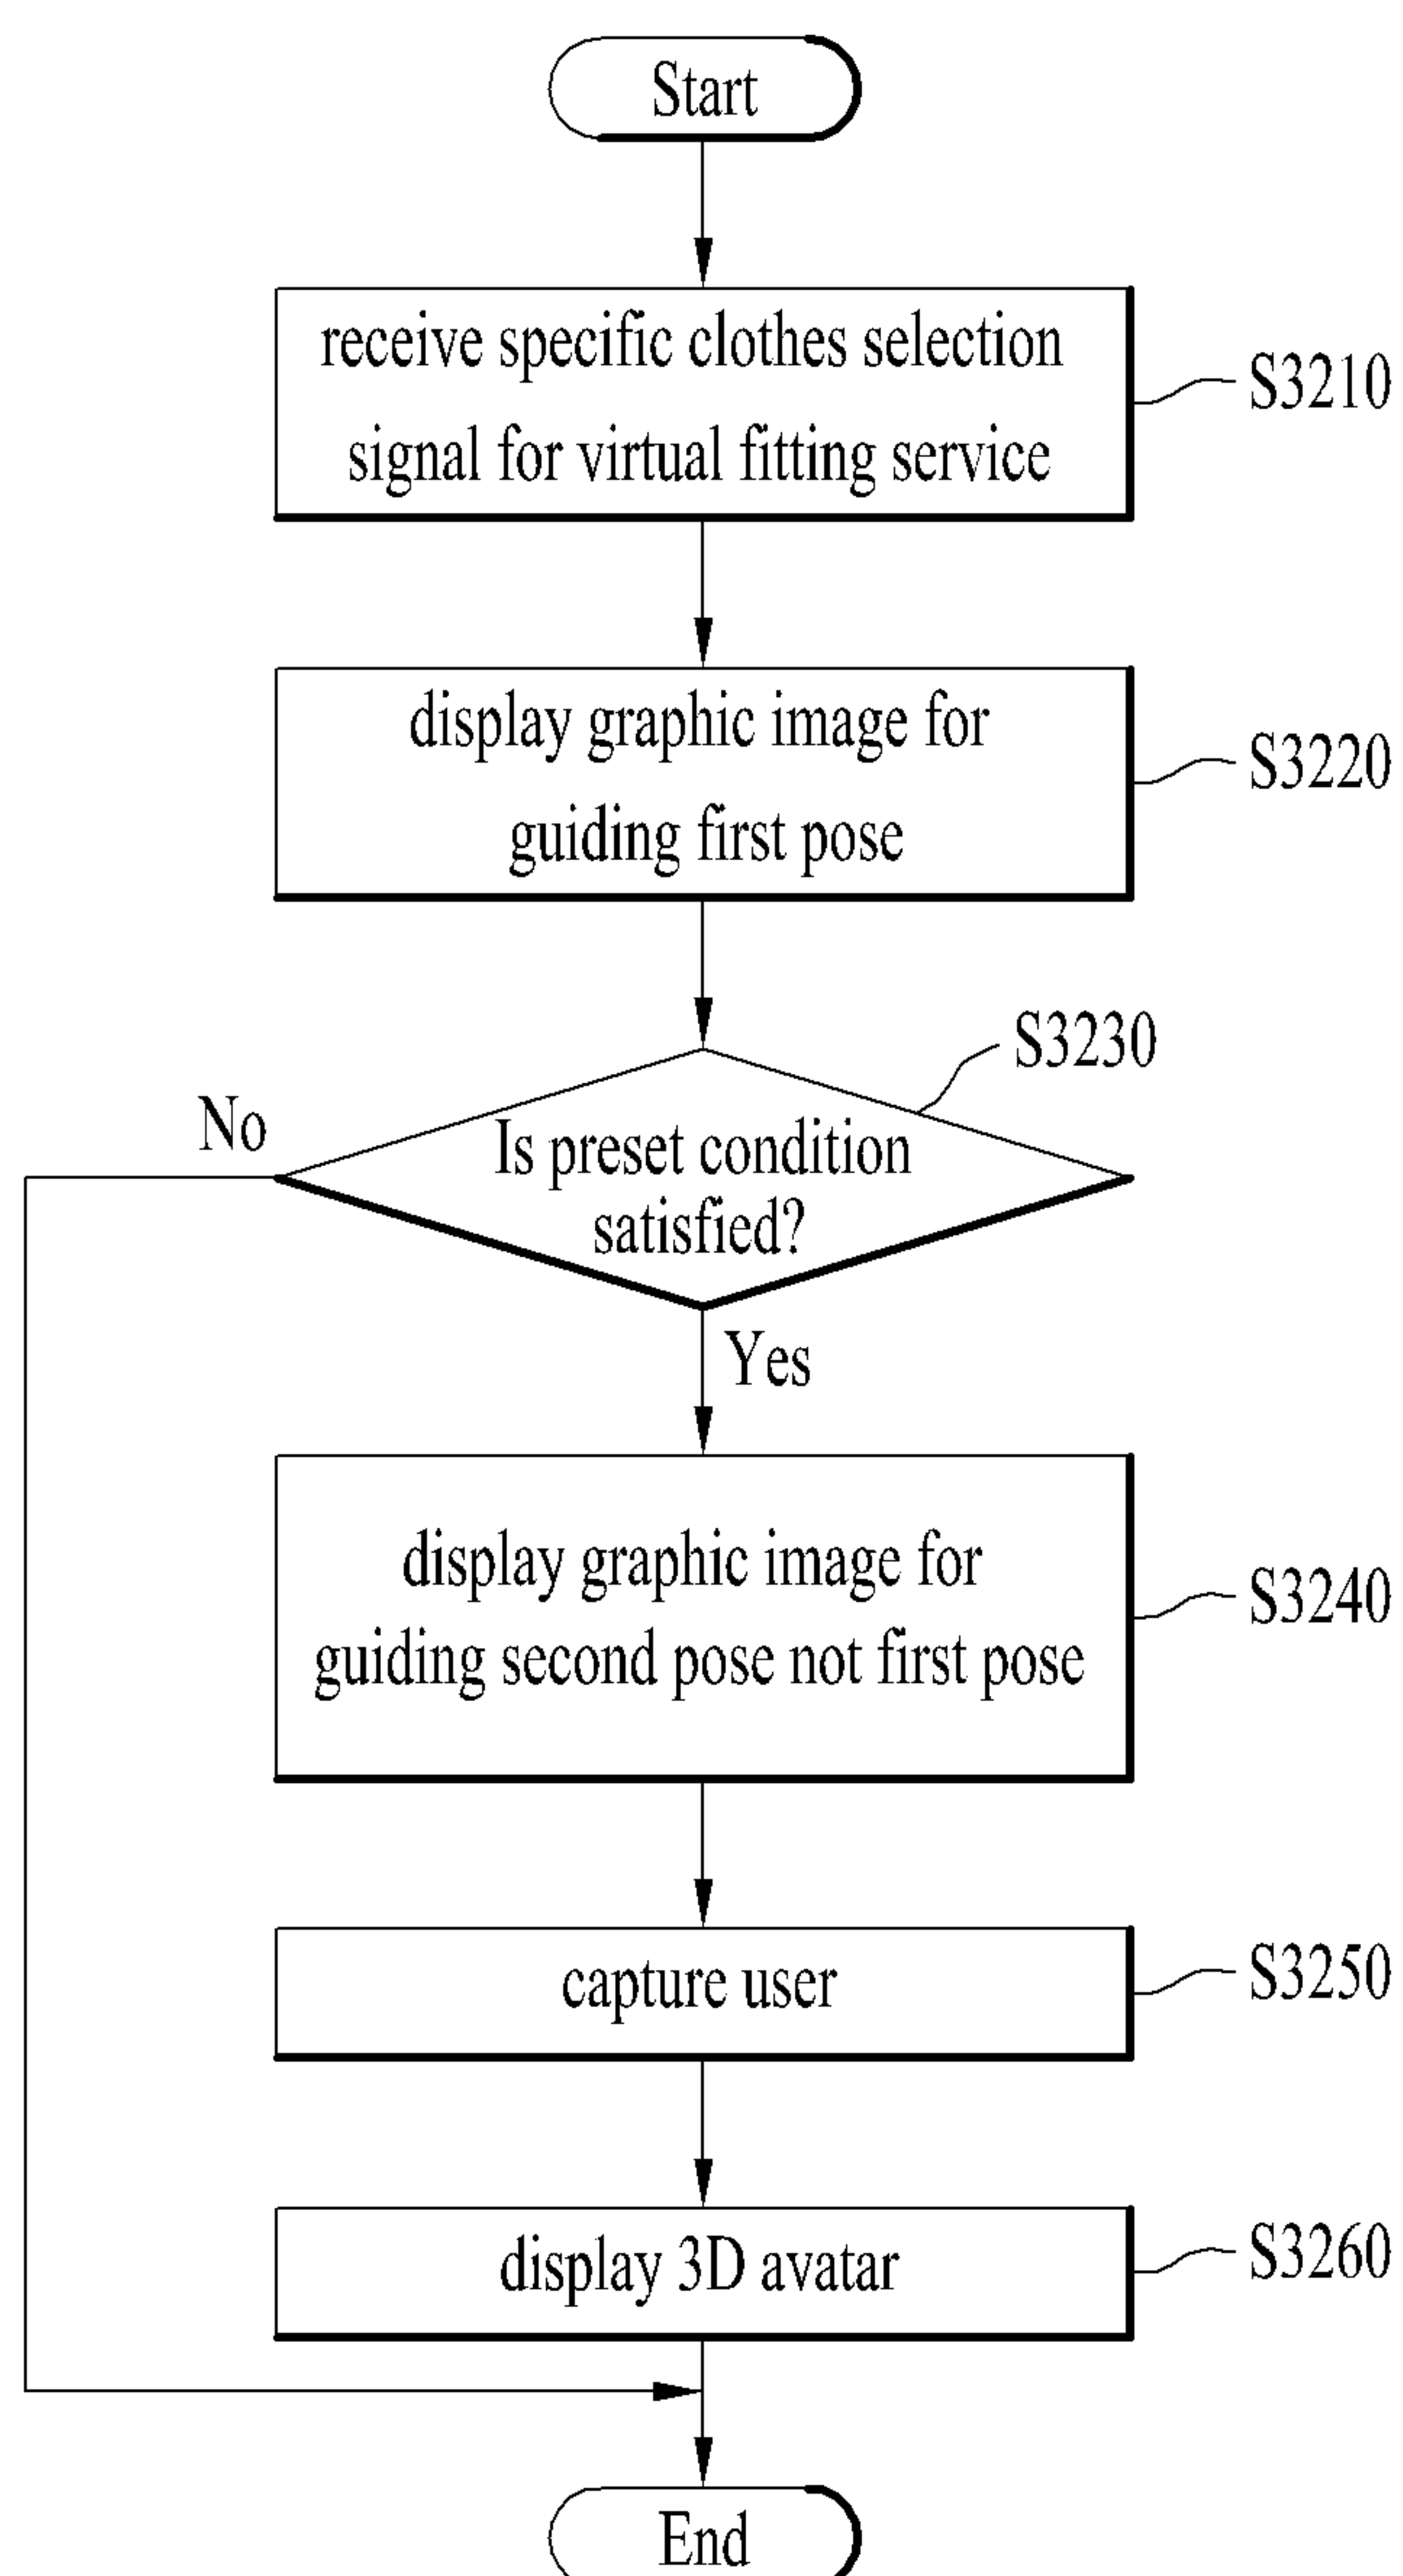 Start
receive specific clothes selection
signal for virtual fitting service
S3210
display graphic image for
guiding first pose
S3220
S3230
No
Is preset condition
satisfied?
Yes
display graphic image for
guiding second pose not first pose
S3240
capture user
S3250
display 3D avatar
S3260
End